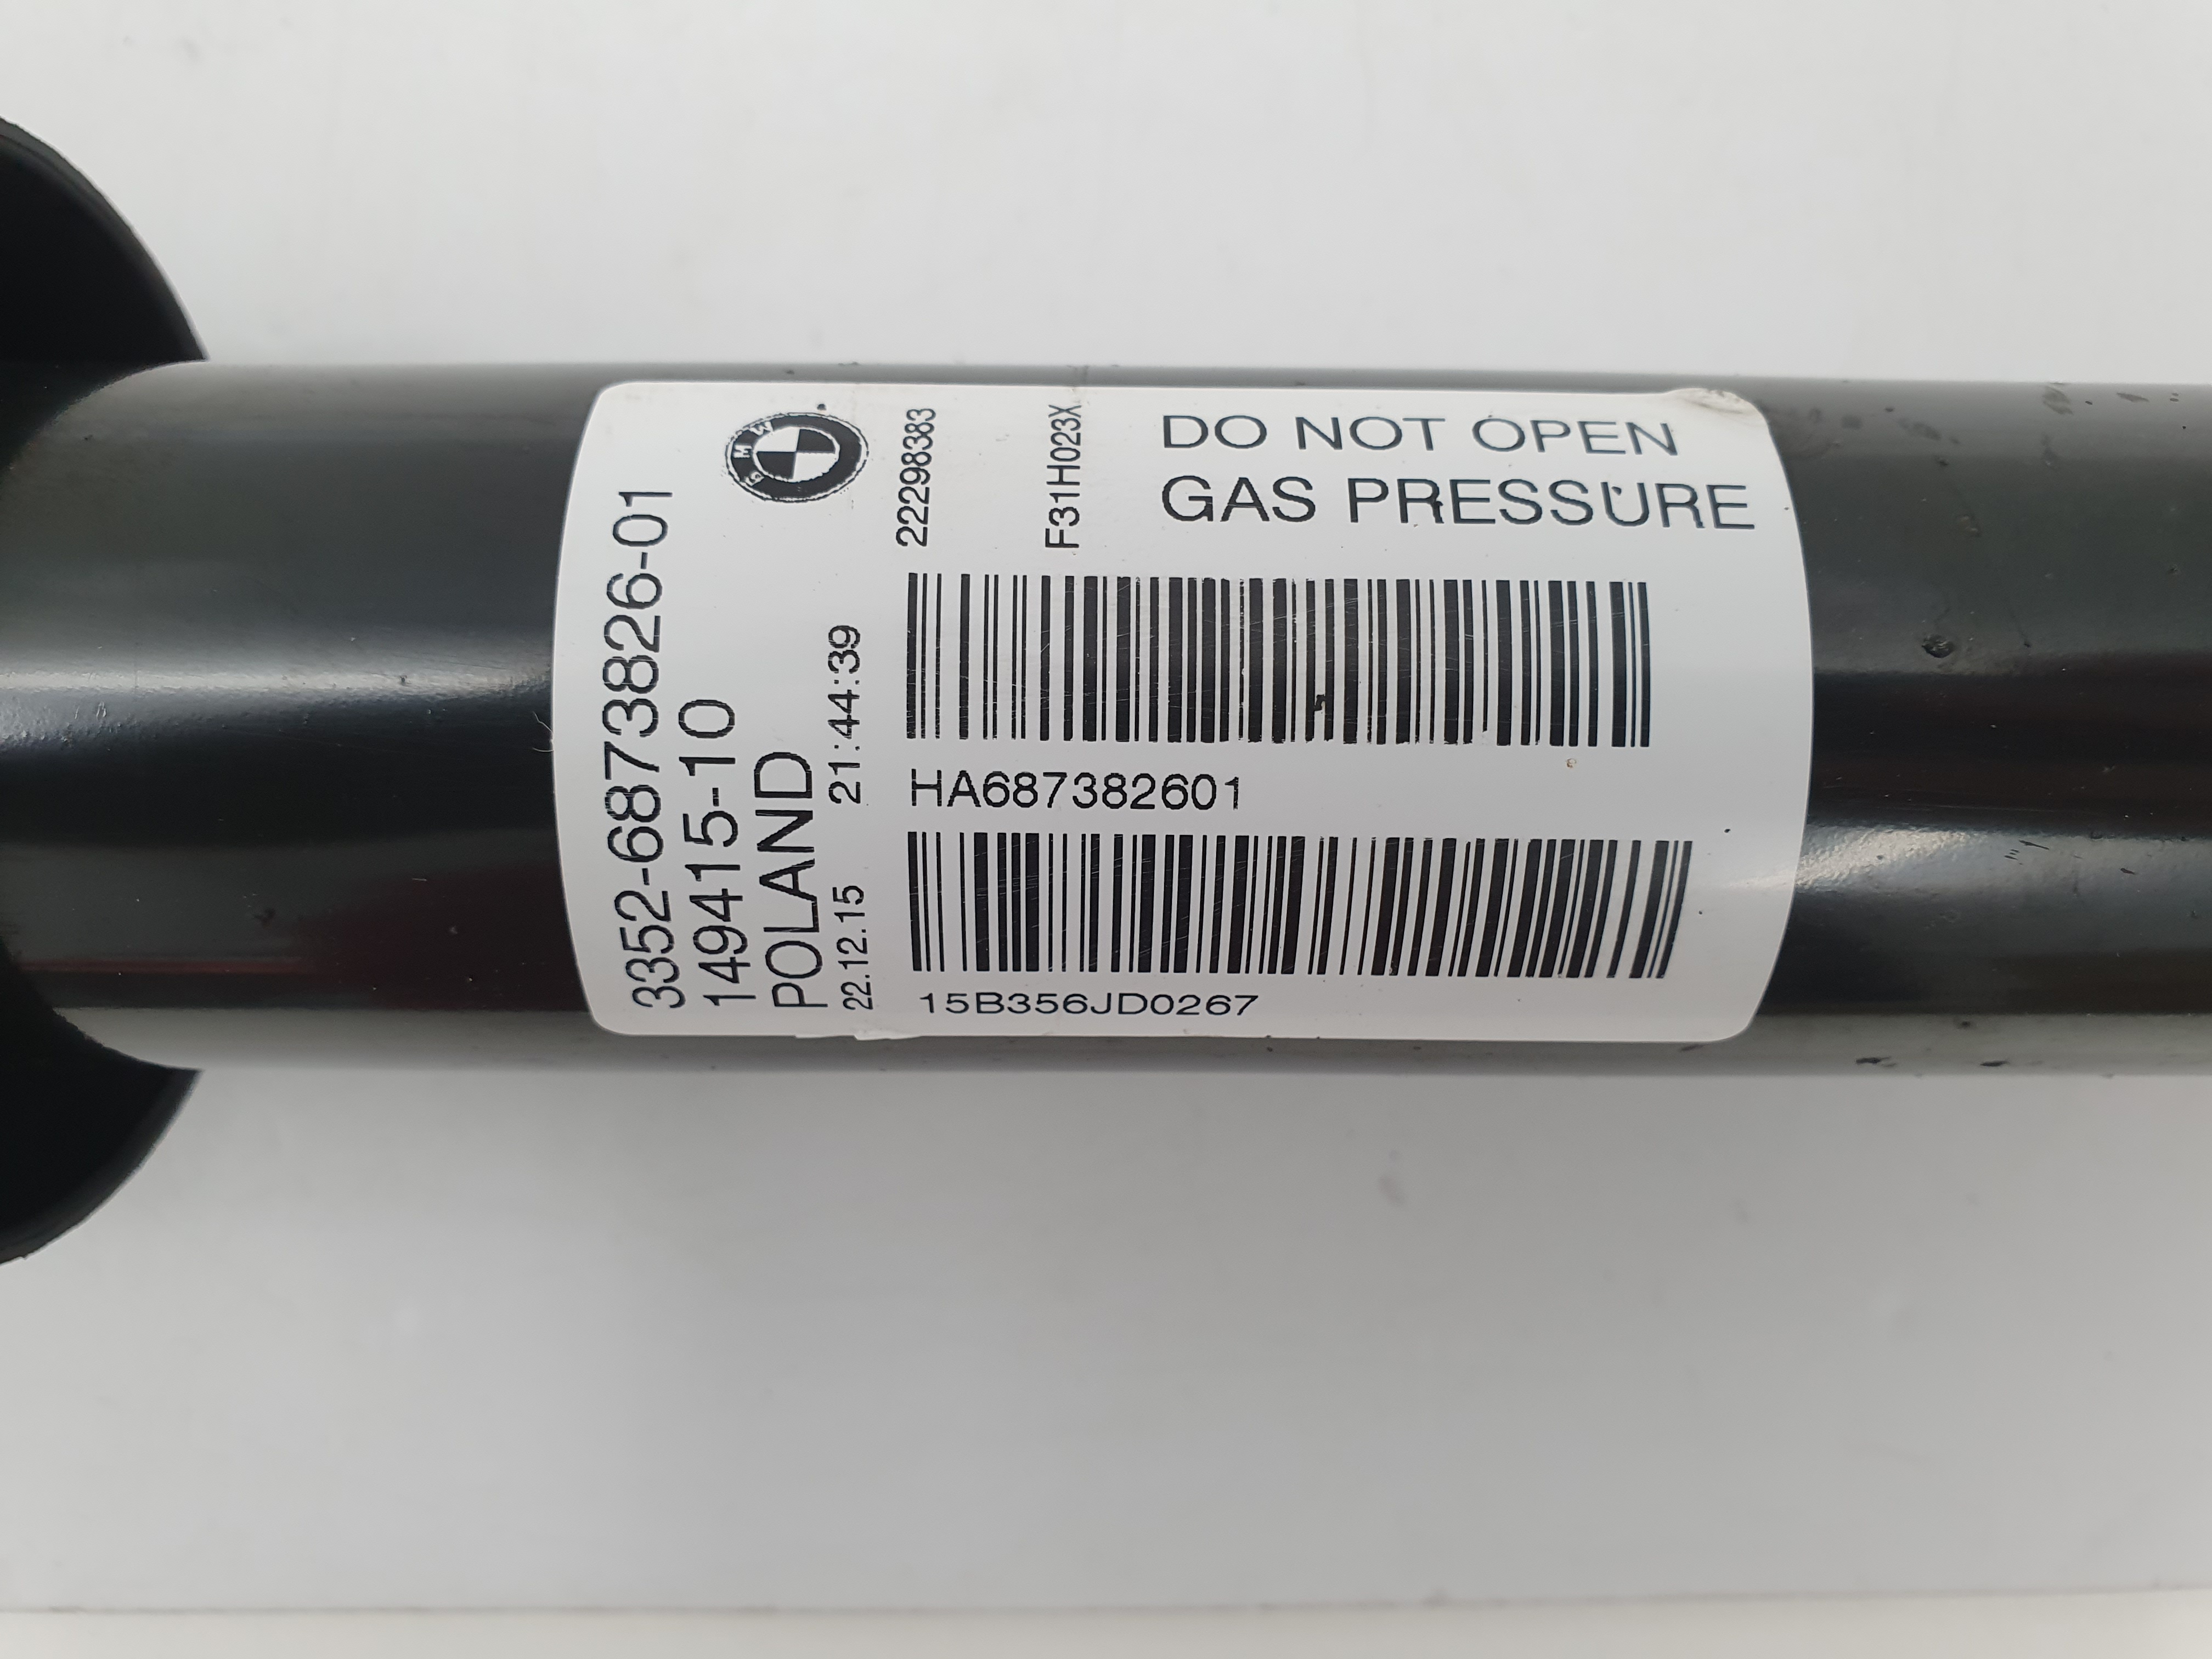 3352-6873826-01
149415-10
POLAND
22.12.15 21:44:39
BMW
22298383
F31H023X
DO NOT OPEN
GAS PRESSURE
HA687382601
15B356JD0267